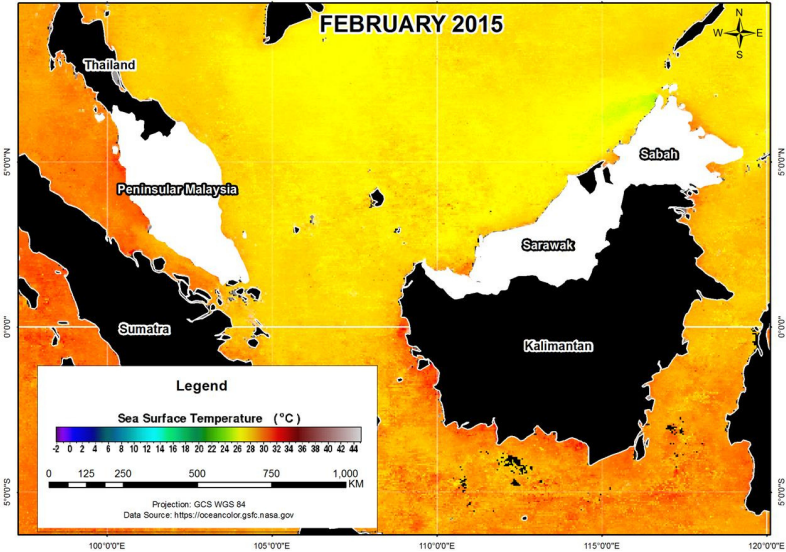 FEBRUARY 2015
N
W E
S
Thailand
Sabah
Peninsular Malaysia
Sarawak
Sumatra
Kalimantan
5°0'0"N
5°0'0"N
0°0'0"
0°0'0"
5°0'0"S
5°0'0"S
Legend
Sea Surface Temperature (°C)
-2 0 2 4 6 8 10 12 14 16 18 20 22 24 26 28 30 32 34 36 38 40 42 44
0 125 250 500 750 1,000
KM
Projection: GCS WGS 84
Data Source: https://oceancolor.gsfc.nasa.gov
100°0'0"E 105°0'0"E 110°0'0"E 115°0'0"E 120°0'0"E